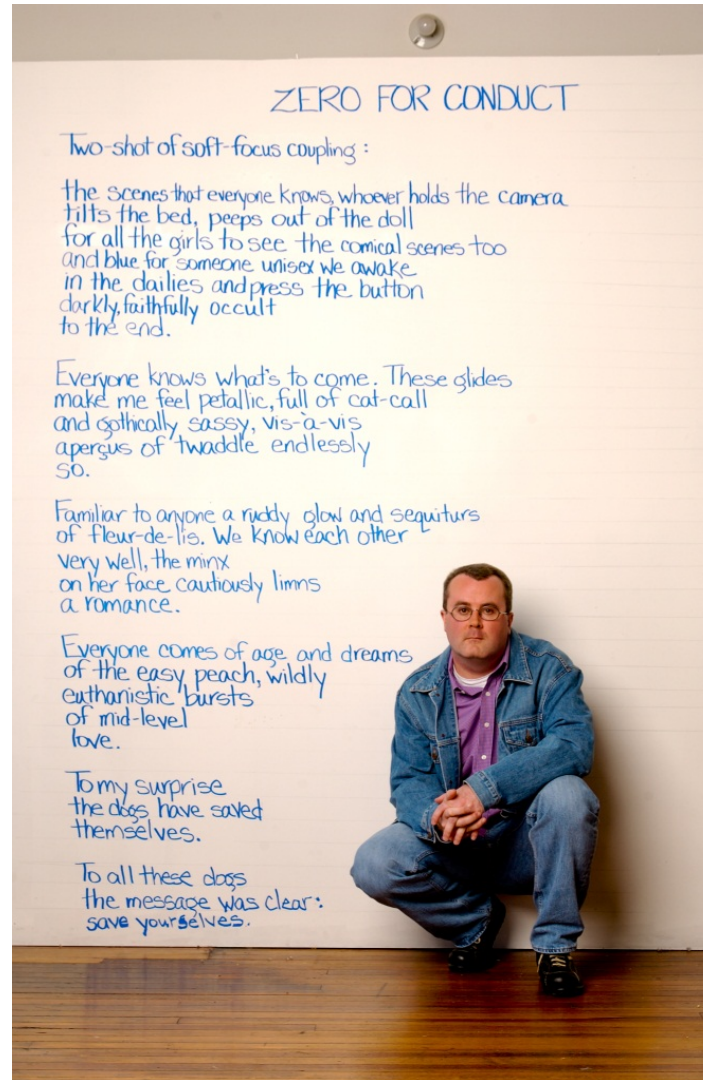 ZERO FOR CONDUCT
Two-shot of soft-focus coupling :
the scenes that everyone knows, whoever holds the camera
tilts the bed, peeps out of the doll
for all the girls to see the comical scenes too
and blue for someone unisex we awake
in the dailies and press the button
darkly, faithfully occult
to the end.
Everyone knows what's to come. These glides
make me feel petallic, full of cat-call
and gothically sassy, vis-à-vis
aperçus of twaddle endlessly
so.
Familiar to anyone a ruddy glow and sequiturs
of fleur-de-lis. We know each other
very well, the minx
on her face cautiously limns
a romance.
Everyone comes of age and dreams
of the easy peach, wildly
euthanistic bursts
of mid-level
love.
To my surprise
the dogs have saved
themselves.
To all these dogs
the message was clear:
save yourselves.